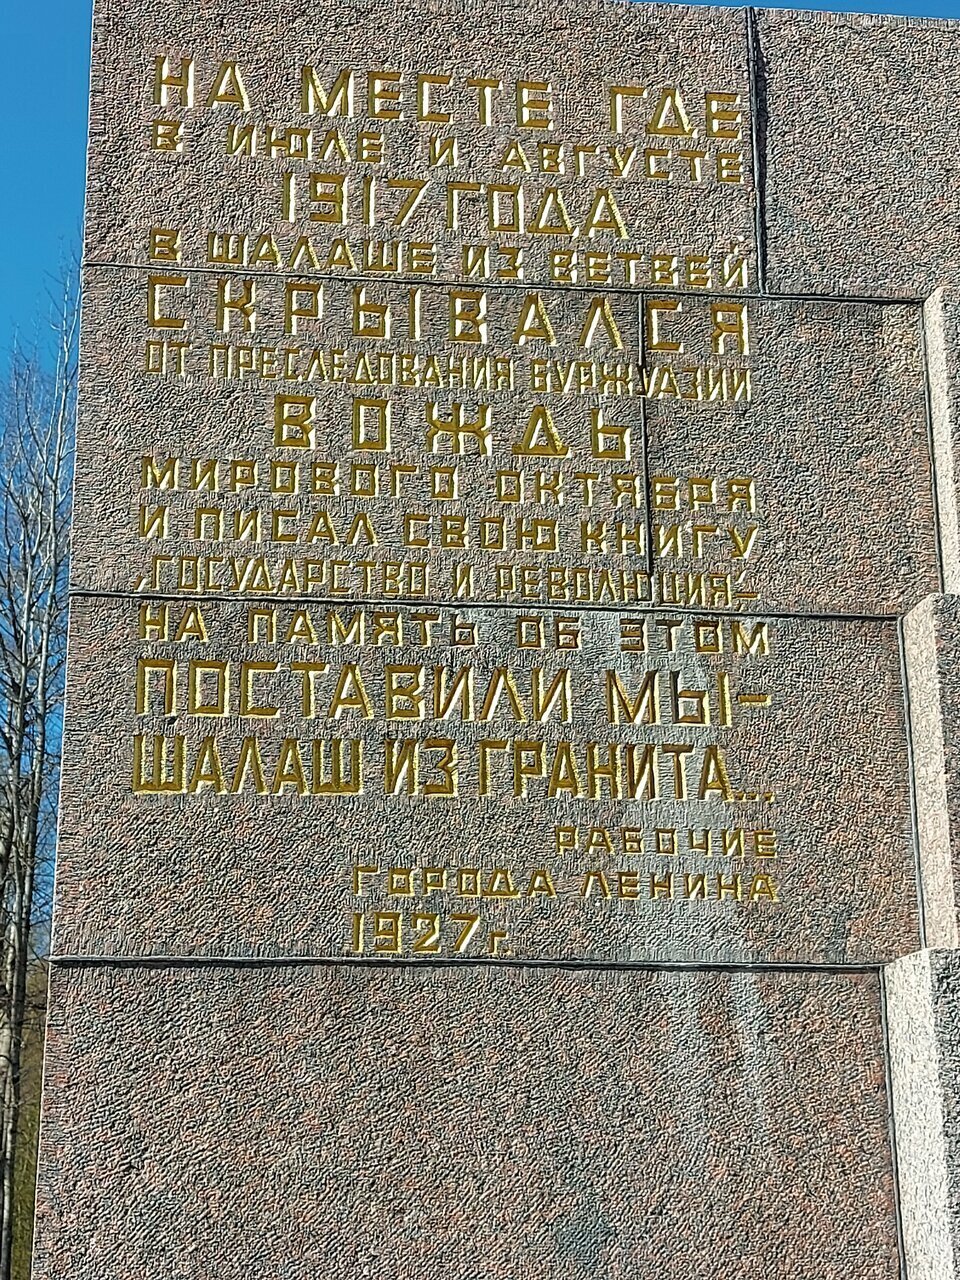 НА МЕСТЕ ГДЕ
В ИЮЛЕ И АВГУСТЕ
1917 ГОДА
В ШАЛАШЕ ИЗ ВЕТВЕЙ
СКРЫВАЛСЯ
ОТ ПРЕСЛЕДОВАНИЯ БУРЖУАЗИИ
ВОЖДЬ
МИРОВОГО ОКТЯБРЯ
И ПИСАЛ СВОЮ КНИГУ
„ГОСУДАРСТВО И РЕВОЛЮЦИЯ“–
НА ПАМЯТЬ ОБ ЭТОМ
ПОСТАВИЛИ МЫ–
ШАЛАШ ИЗ ГРАНИТА...
РАБОЧИЕ
ГОРОДА ЛЕНИНА
1927 г.